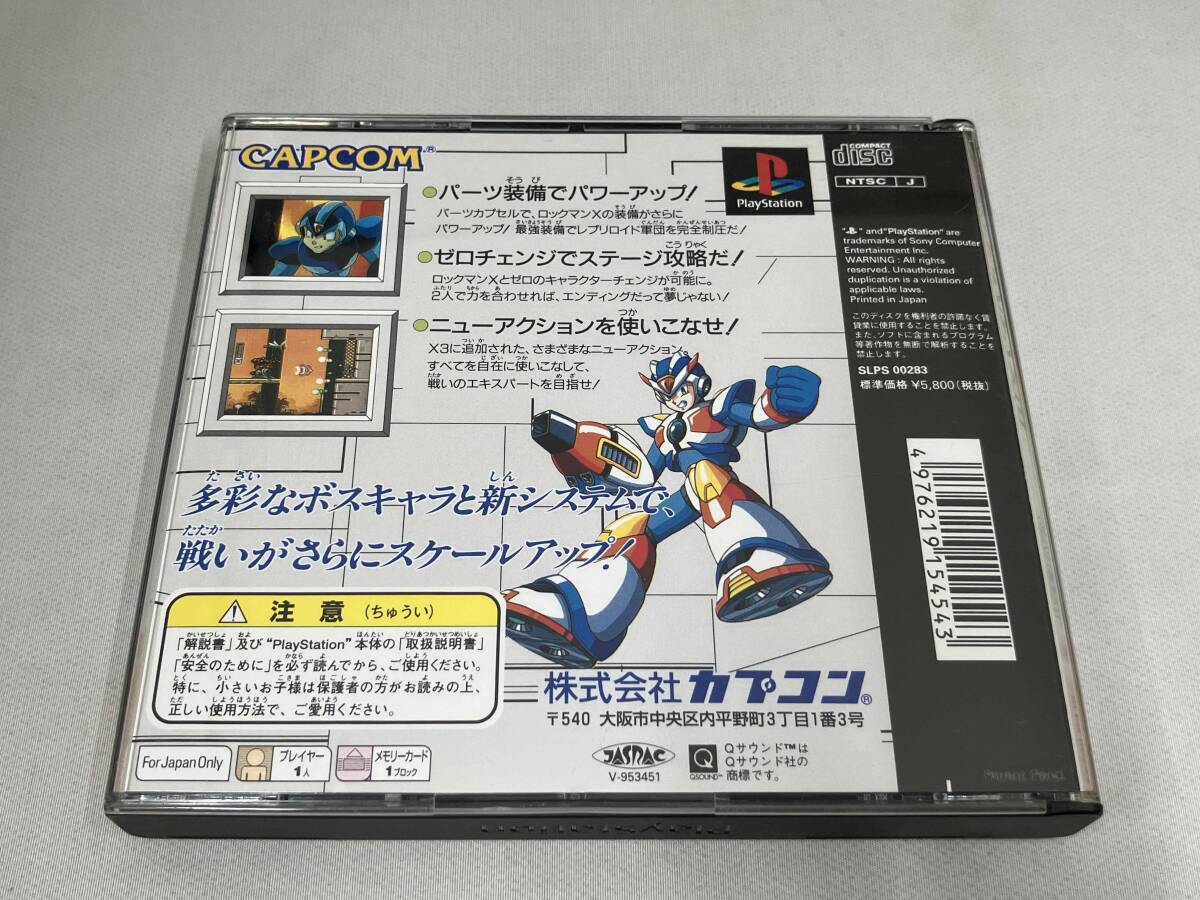 CAPCOM®
パーツ装備でパワーアップ!
パーツカプセルで、ロックマンXの装備がさらに
パワーアップ! 最強装備でレプリロイド軍団を完全制圧だ!
ゼロチェンジでステージ攻略だ!
ロックマンXとゼロのキャラクターチェンジが可能に。
2人で力を合わせれば、エンディングだって夢じゃない!
ニューアクションを使いこなせ!
X3に追加された、さまざまなニューアクション。
すべてを自在に使いこなして、
戦いのエキスパートを目指せ!
多彩なボスキャラと新システムで、
戦いがさらにスケールアップ!
注意(ちゅうい)
「解説書」及び“PlayStation”本体の「取扱説明書」
「安全のために」を必ず読んでから、ご使用ください。
特に、小さいお子様は保護者の方がお読みの上、
正しい使用方法で、ご愛用ください。
株式会社カプコン®
〒540 大阪市中央区内平野町3丁目1番3号
For Japan Only
プレイヤー
1人
メモリーカード
1ブロック
JASRAC
V-953451
QSOUND™
Qサウンド™は
Qサウンド社の
商標です。
PlayStation
COMPACT
disc
NTSC J
“PS” and “PlayStation” are
trademarks of Sony Computer
Entertainment Inc.
WARNING : All rights
reserved. Unauthorized
duplication is a violation of
applicable laws.
Printed in Japan
このディスクを権利者の許諾なく賃
貸業に使用することを禁止します。
また、ソフトに含まれるプログラム
等著作物を無断で解析することを
禁止します。
SLPS 00283
標準価格 ¥5,800(税抜)
4976219154543
PlayStation